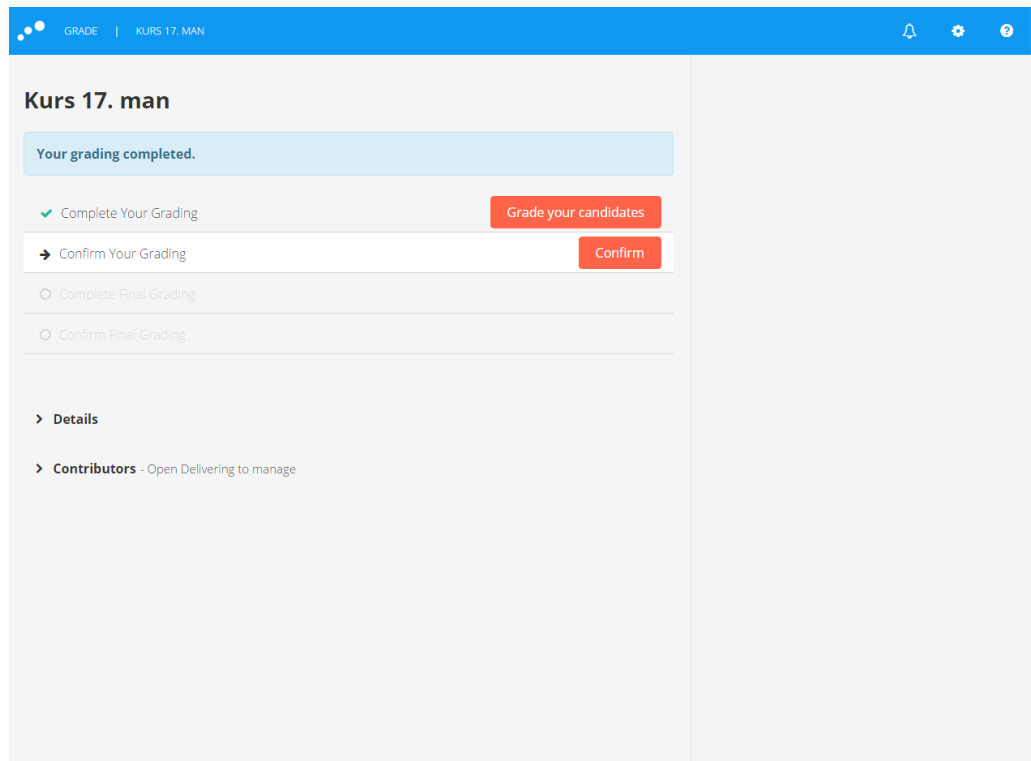 GRADE | KURS 17. MAN
Kurs 17. man
Your grading completed.
Complete Your Grading Grade your candidates
Confirm Your Grading Confirm
Complete Final Grading
Confirm Final Grading
Details
Contributors - Open Delivering to manage